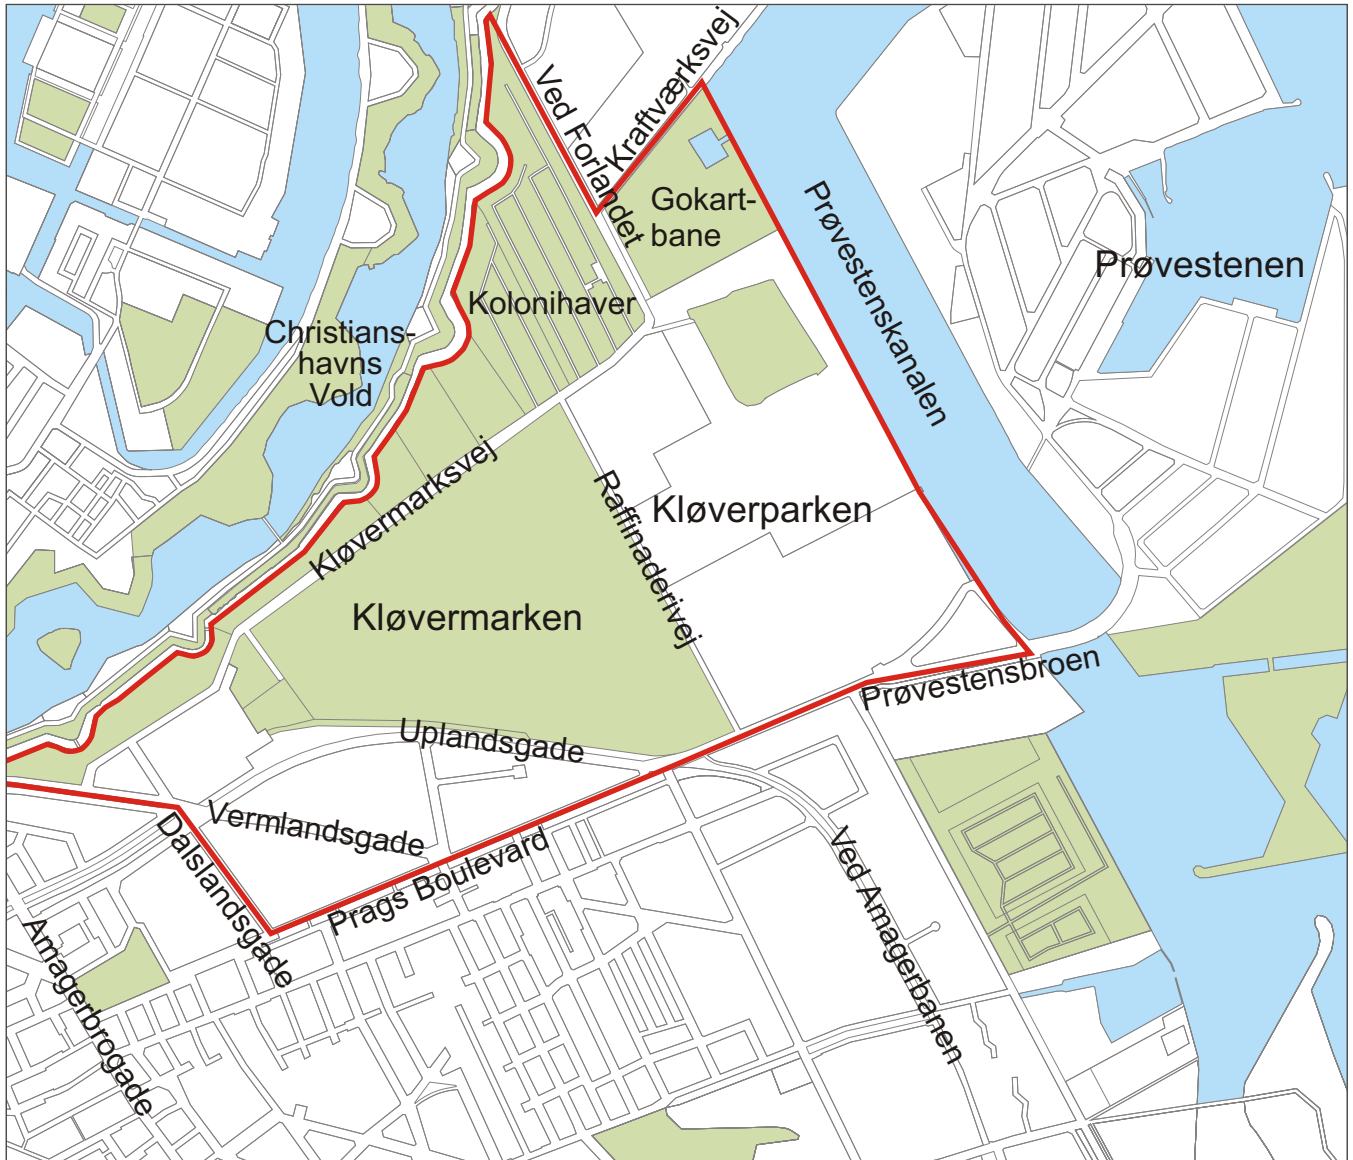 Kraftværksvej
Ved Forlandet
Gokart-
bane
Prøvestenskanalen
Prøvestenen
Kolonihaver
Christians-
havns
Vold
Kløvermarksvej
Raffinaderivej
Kløverparken
Kløvermarken
Prøvestensbroen
Uplandsgade
Vermlandsgade
Dalslandsgade
Prags Boulevard
Ved Amagerbanen
Amagerbrogade